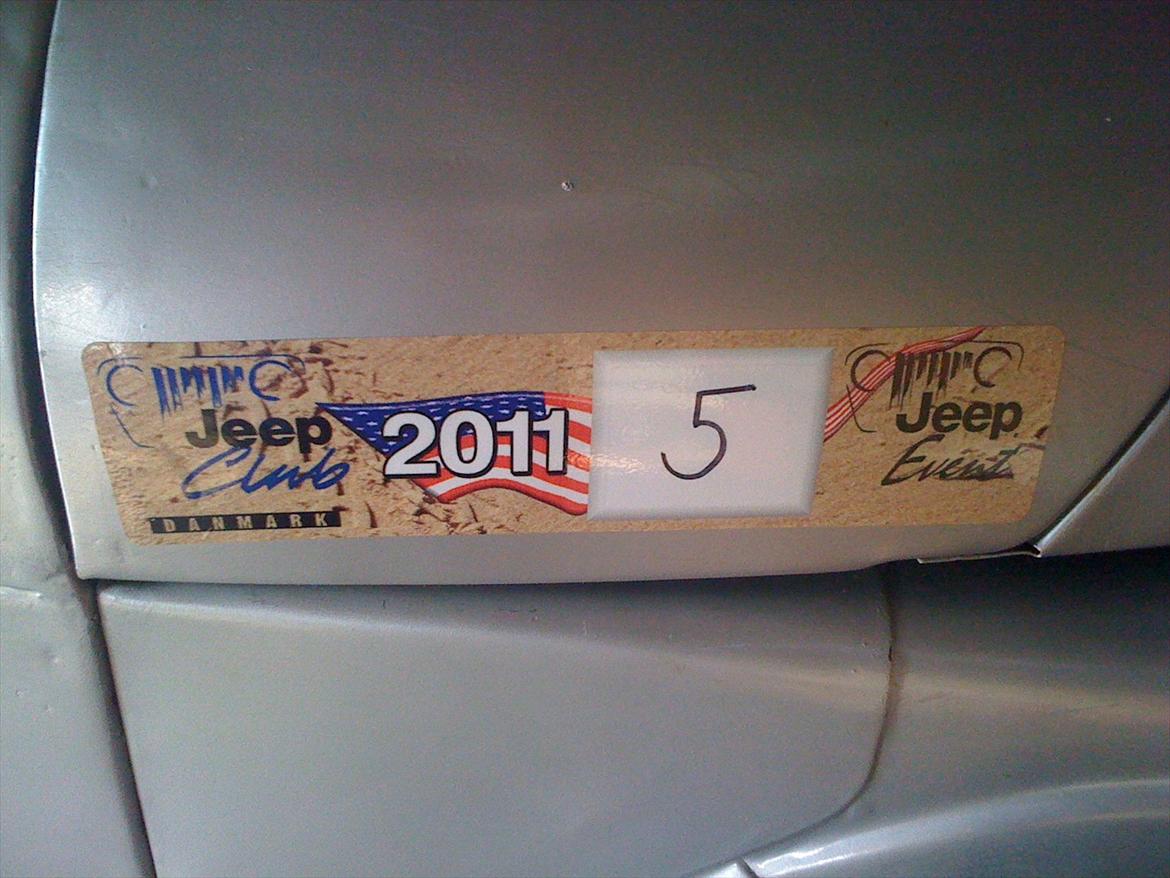 Jeep
Club
DANMARK
2011
5
Jeep
Event